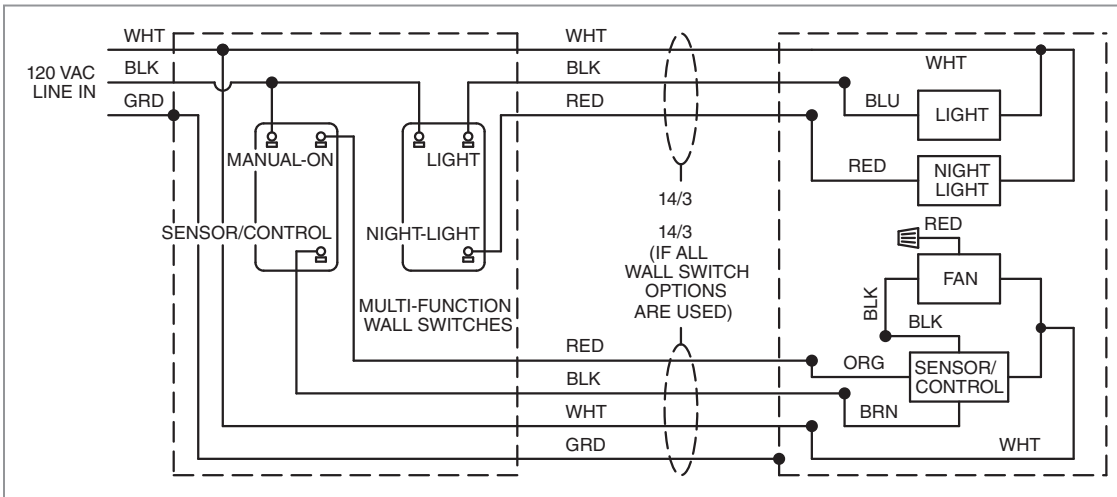 WHT
BLK
GRD
120 VAC
LINE IN
MANUAL-ON
SENSOR/CONTROL
LIGHT
NIGHT-LIGHT
MULTI-FUNCTION
WALL SWITCHES
WHT
BLK
RED
14/3
14/3
(IF ALL
WALL SWITCH
OPTIONS
ARE USED)
RED
BLK
WHT
GRD
WHT
BLU
LIGHT
RED
NIGHT
LIGHT
RED
FAN
BLK
BLK
ORG
SENSOR/
CONTROL
BRN
WHT